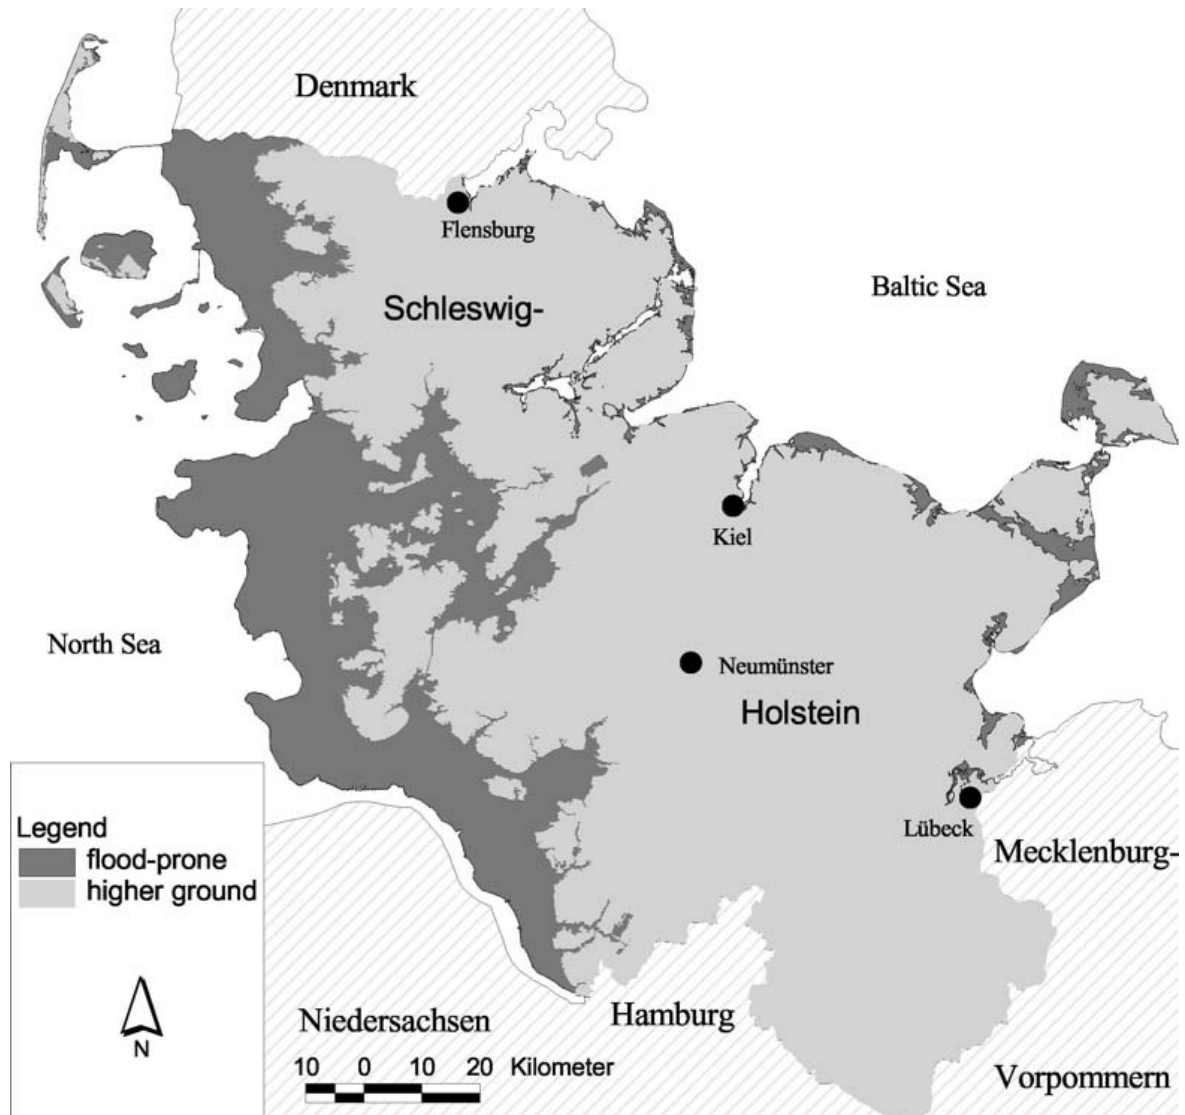 Denmark
Flensburg
Schleswig-
Baltic Sea
Kiel
North Sea
Neumünster
Holstein
Lübeck
Mecklenburg-
Legend
flood-prone
higher ground
N
Niedersachsen
Hamburg
Vorpommern
10 0 10 20 Kilometer